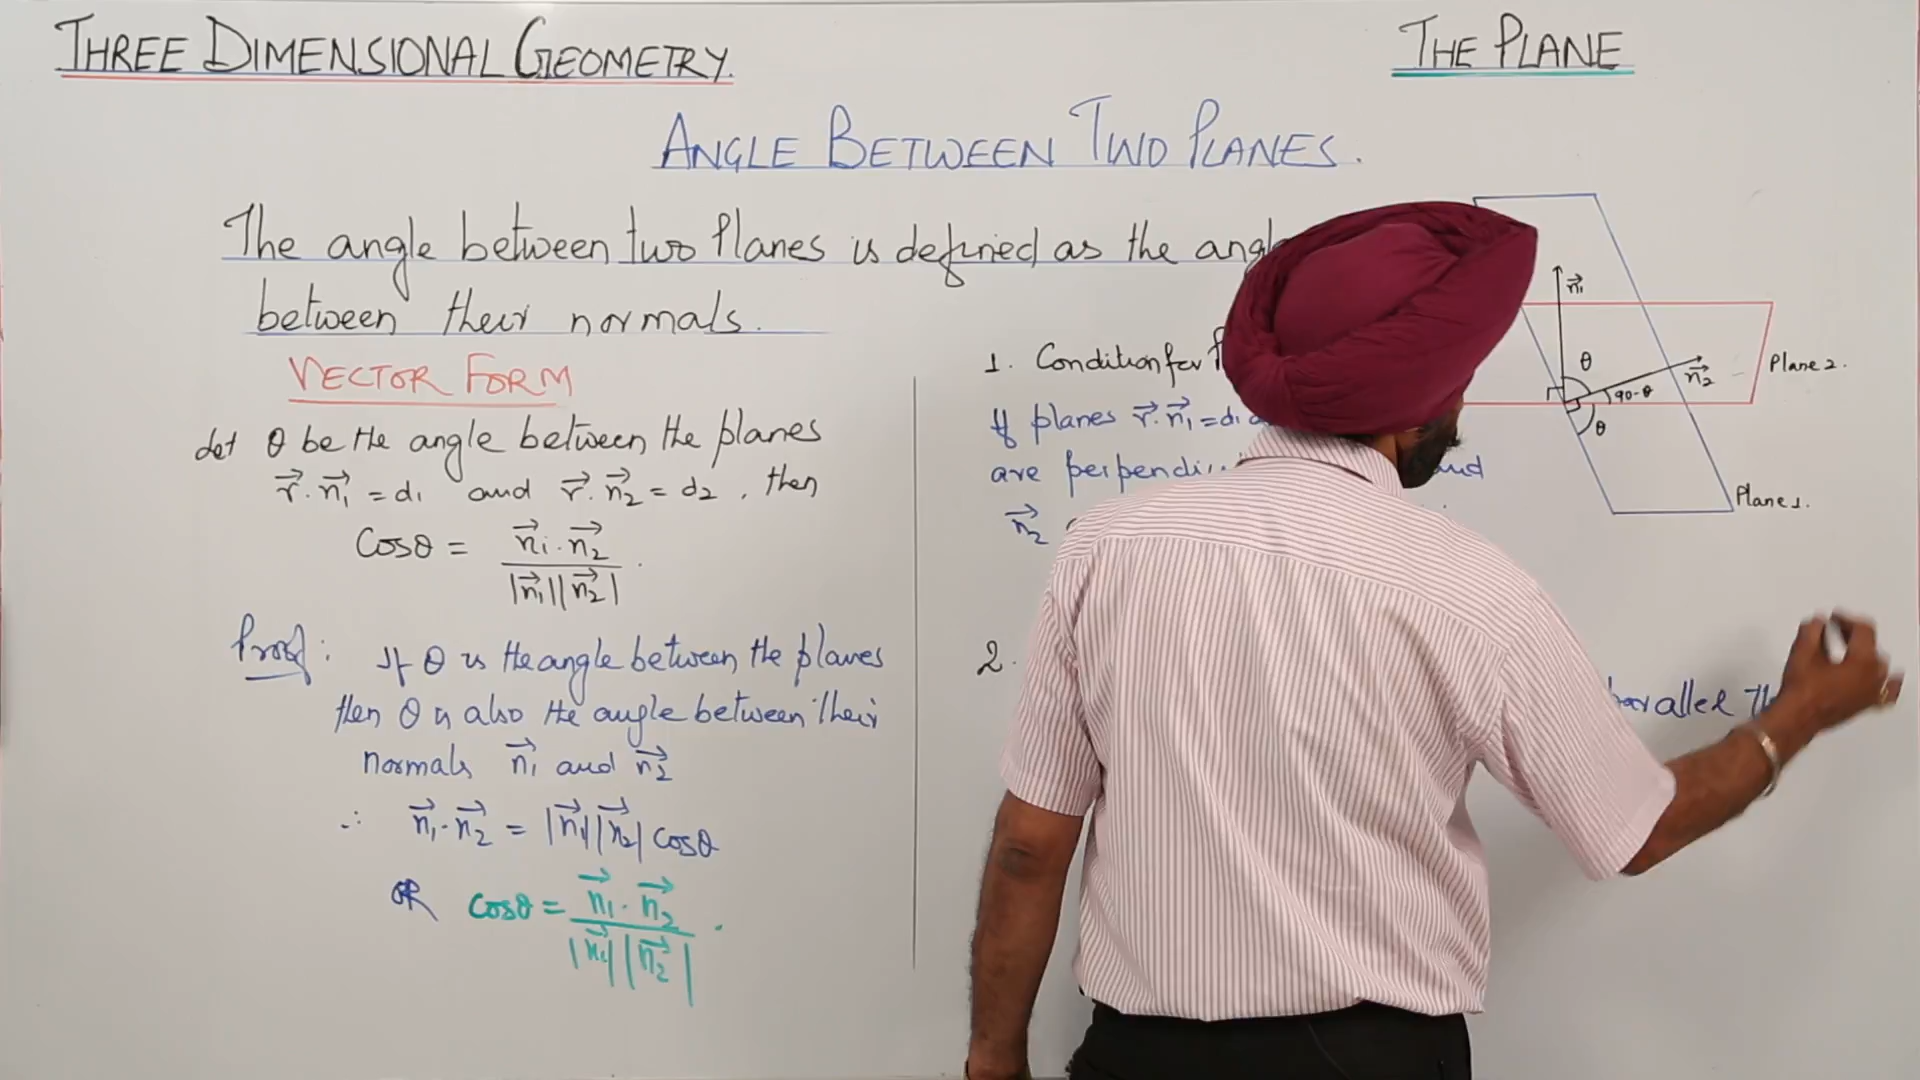 THREE DIMENSIONAL GEOMETRY.
THE PLANE
ANGLE BETWEEN TWO PLANES.
The angle between two Planes is defined as the
between their normals.
VECTOR FORM
Let θ be the angle between the planes
r⃗.n⃗₁ = d₁ and r⃗.n⃗₂ = d₂, then
Cosθ = n⃗₁.n⃗₂ / |n⃗₁||n⃗₂|.
Proof: If θ is the angle between the planes
then θ is also the angle between their
normals n⃗₁ and n⃗₂
∴ n⃗₁.n⃗₂ = |n⃗₁||n⃗₂| cosθ
OR cosθ = n⃗₁.n⃗₂ / |n⃗₁||n⃗₂|.
1. Condition for
If planes r⃗.n⃗₁ = d₁
are
n⃗₂
2.
parallel
n⃗₁
θ
n⃗₂
90-θ
θ
Plane 2.
Plane 1.